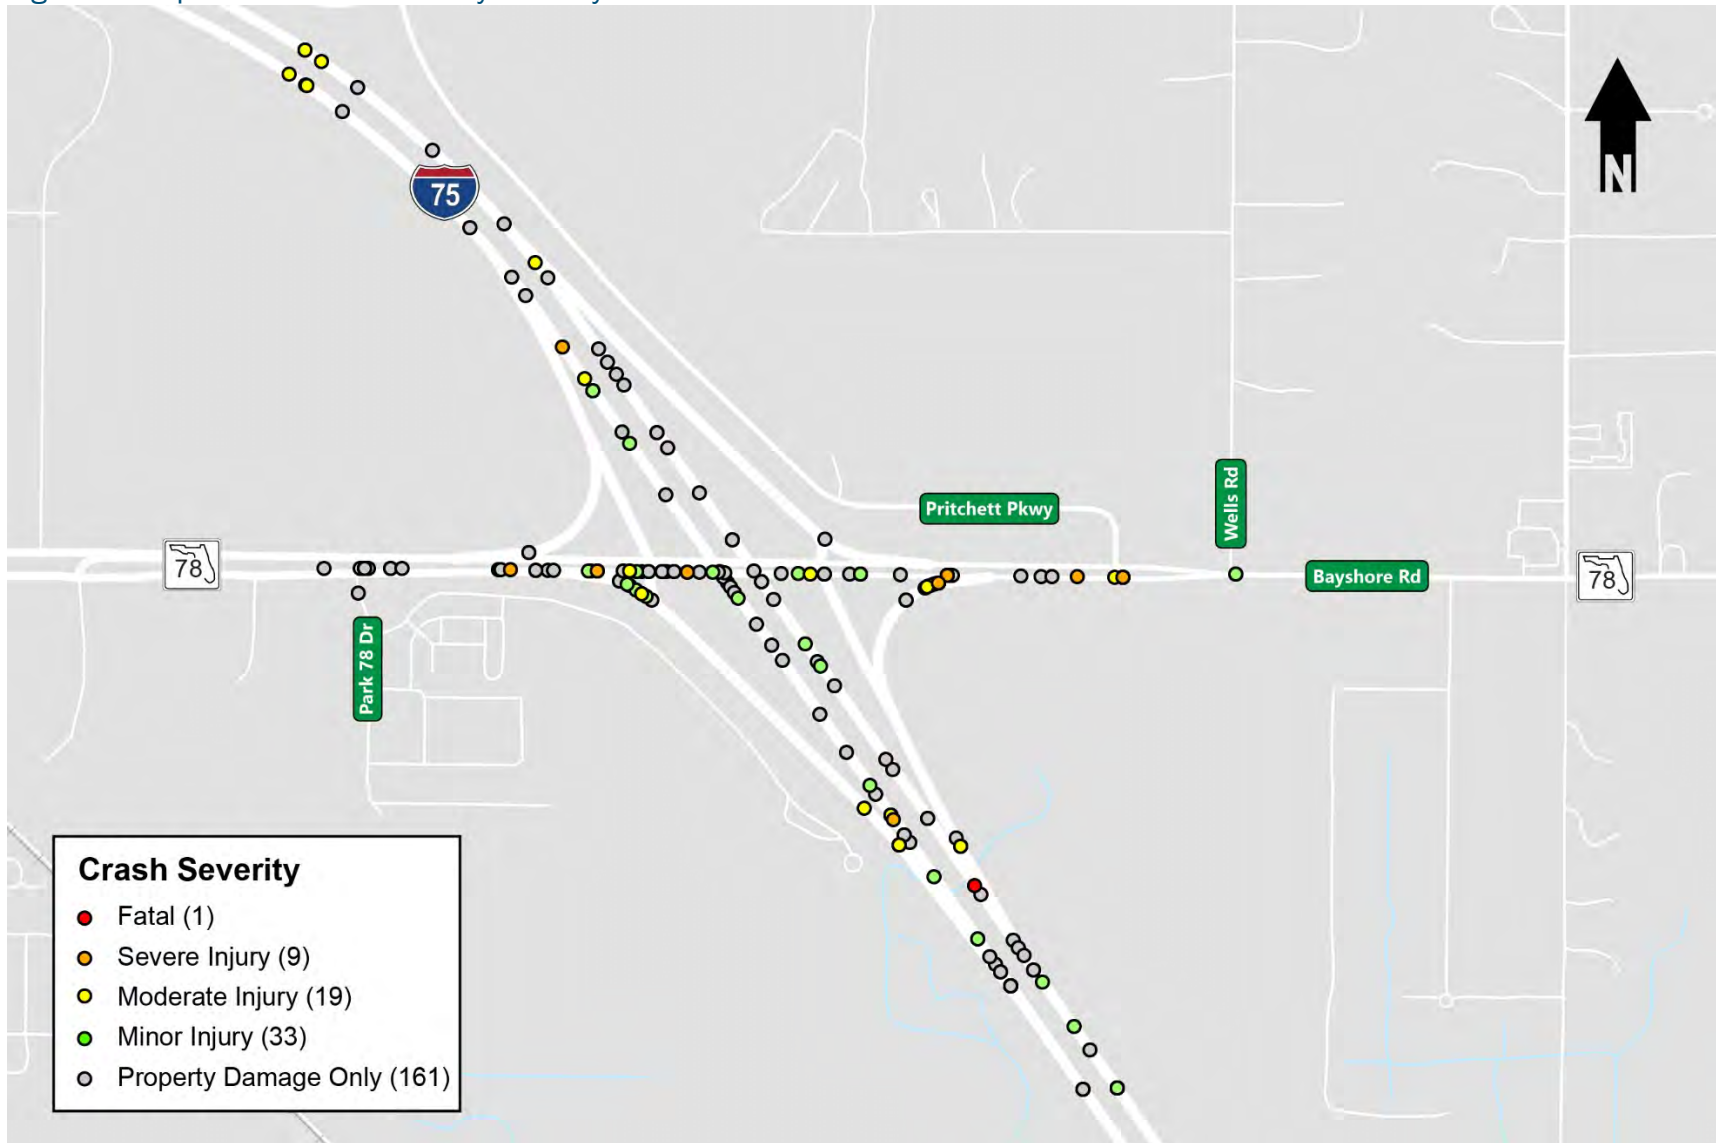 N
75
Pritchett Pkwy
Wells Rd
78
Bayshore Rd
78
Park 78 Dr
Crash Severity
Fatal (1)
Severe Injury (9)
Moderate Injury (19)
Minor Injury (33)
Property Damage Only (161)